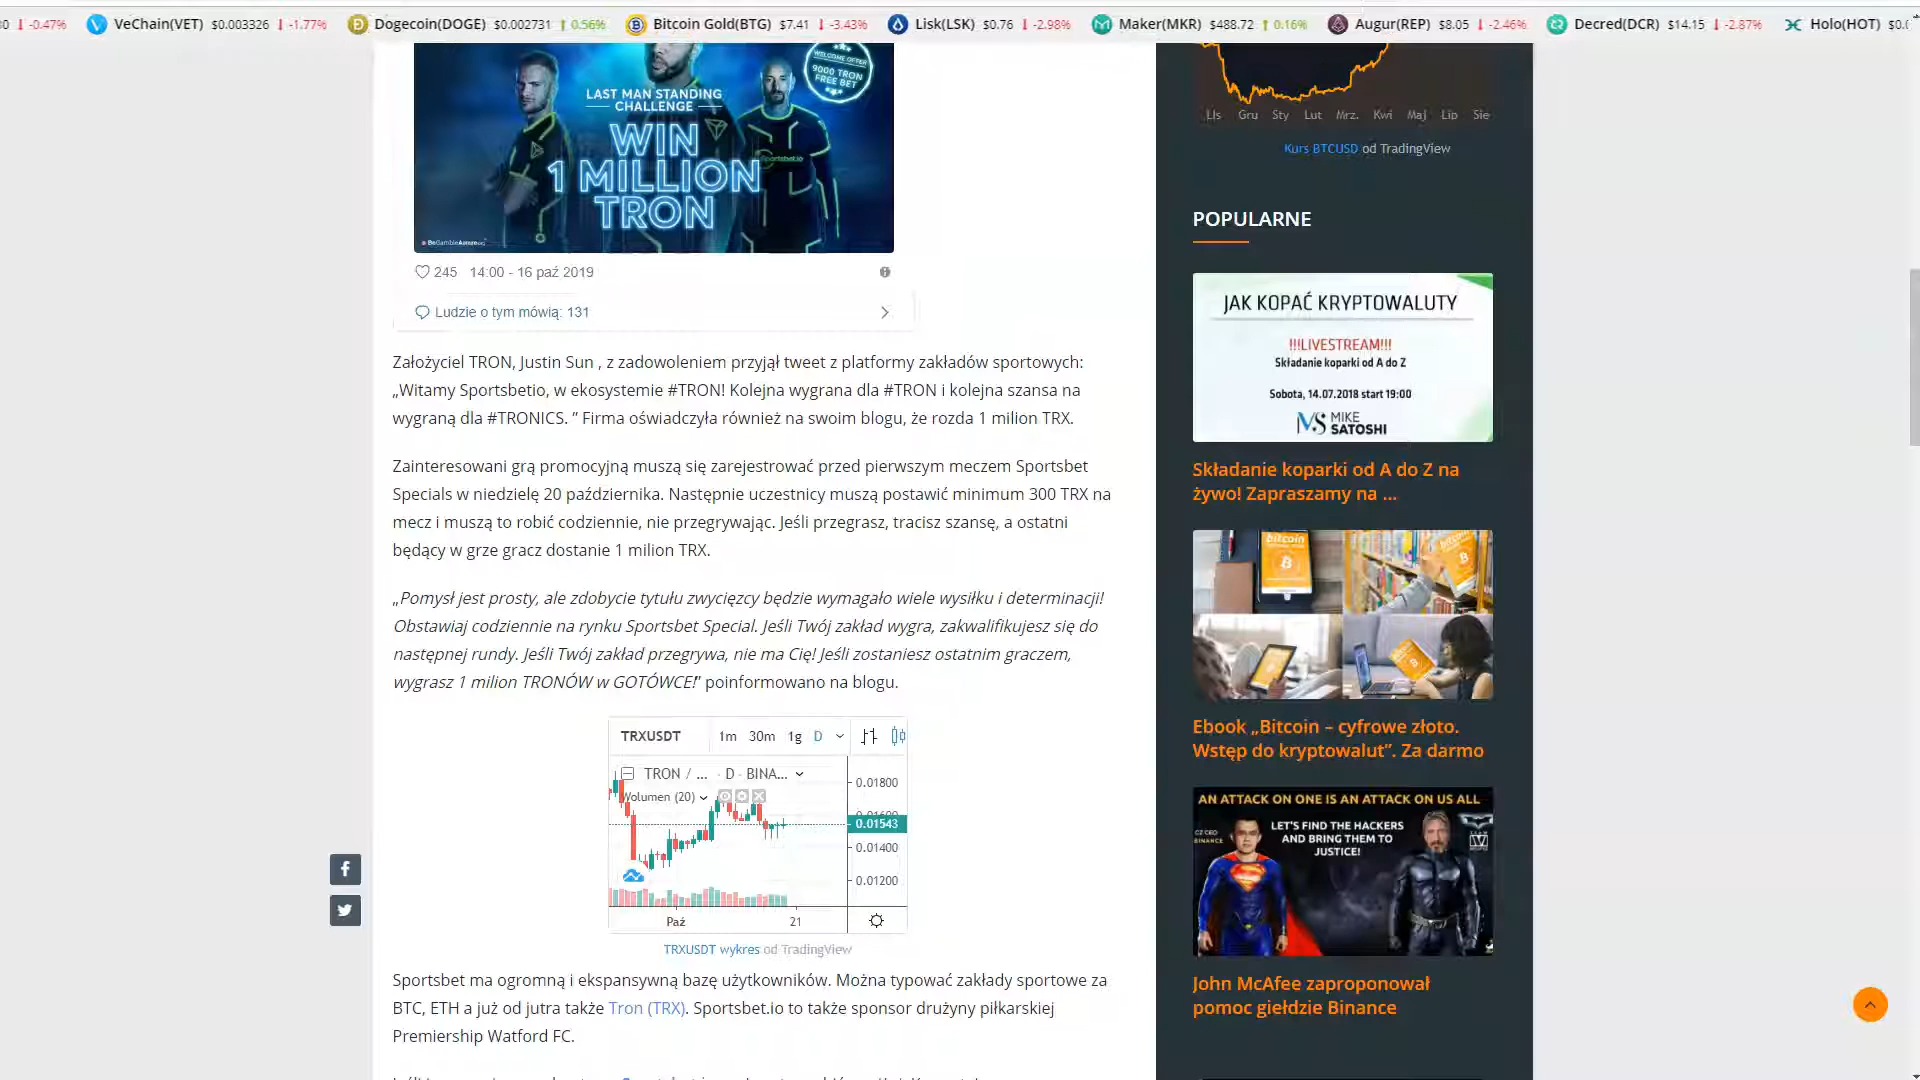 -0.47% VeChain(VET) $0.003326 -1.77% Dogecoin(DOGE) $0.002731 0.56% Bitcoin Gold(BTG) $7.41 -3.43% Lisk(LSK) $0.76 -2.98% Maker(MKR) $488.72 0.16% Augur(REP) $8.05 -2.46% Decred(DCR) $14.15 -2.87% Holo(HOT)
WELCOME OFFER
9000 TRON
FREE BET
LAST MAN STANDING
CHALLENGE
WIN
1 MILLION
TRON
Sportsbet.io
BeGambleAware.org
245 14:00 - 16 paź 2019
Ludzie o tym mówią: 131
Założyciel TRON, Justin Sun , z zadowoleniem przyjął tweet z platformy zakładów sportowych:
„Witamy Sportsbetio, w ekosystemie #TRON! Kolejna wygrana dla #TRON i kolejna szansa na
wygraną dla #TRONICS. ” Firma oświadczyła również na swoim blogu, że rozda 1 milion TRX.
Zainteresowani grą promocyjną muszą się zarejestrować przed pierwszym meczem Sportsbet
Specials w niedzielę 20 października. Następnie uczestnicy muszą postawić minimum 300 TRX na
mecz i muszą to robić codziennie, nie przegrywając. Jeśli przegrasz, tracisz szansę, a ostatni
będący w grze gracz dostanie 1 milion TRX.
„Pomysł jest prosty, ale zdobycie tytułu zwycięzcy będzie wymagało wiele wysiłku i determinacji!
Obstawiaj codziennie na rynku Sportsbet Special. Jeśli Twój zakład wygra, zakwalifikujesz się do
następnej rundy. Jeśli Twój zakład przegrywa, nie ma Cię! Jeśli zostaniesz ostatnim graczem,
wygrasz 1 milion TRONÓW w GOTÓWCE!” poinformowano na blogu.
TRXUSDT 1m 30m 1g D
TRON / ... · D · BINA...
Wolumen (20)
0.01800
0.01543
0.01400
0.01200
Paź 21
TRXUSDT wykres od TradingView
Sportsbet ma ogromną i ekspansywną bazę użytkowników. Można typować zakłady sportowe za
BTC, ETH a już od jutra także Tron (TRX). Sportsbet.io to także sponsor drużyny piłkarskiej
Premiership Watford FC.
Lis Gru Sty Lut Mrz. Kwi Maj Lip Sie
Kurs BTCUSD od TradingView
POPULARNE
JAK KOPAĆ KRYPTOWALUTY
!!!LIVESTREAM!!!
Składanie koparki od A do Z
Sobota, 14.07.2018 start 19:00
MS MIKE
SATOSHI
Składanie koparki od A do Z na
żywo! Zapraszamy na ...
bitcoin
Ebook „Bitcoin – cyfrowe złoto.
Wstęp do kryptowalut”. Za darmo
AN ATTACK ON ONE IS AN ATTACK ON US ALL
CZ CEO
BINANCE
LET'S FIND THE HACKERS
AND BRING THEM TO
JUSTICE!
John McAfee zaproponował
pomoc giełdzie Binance